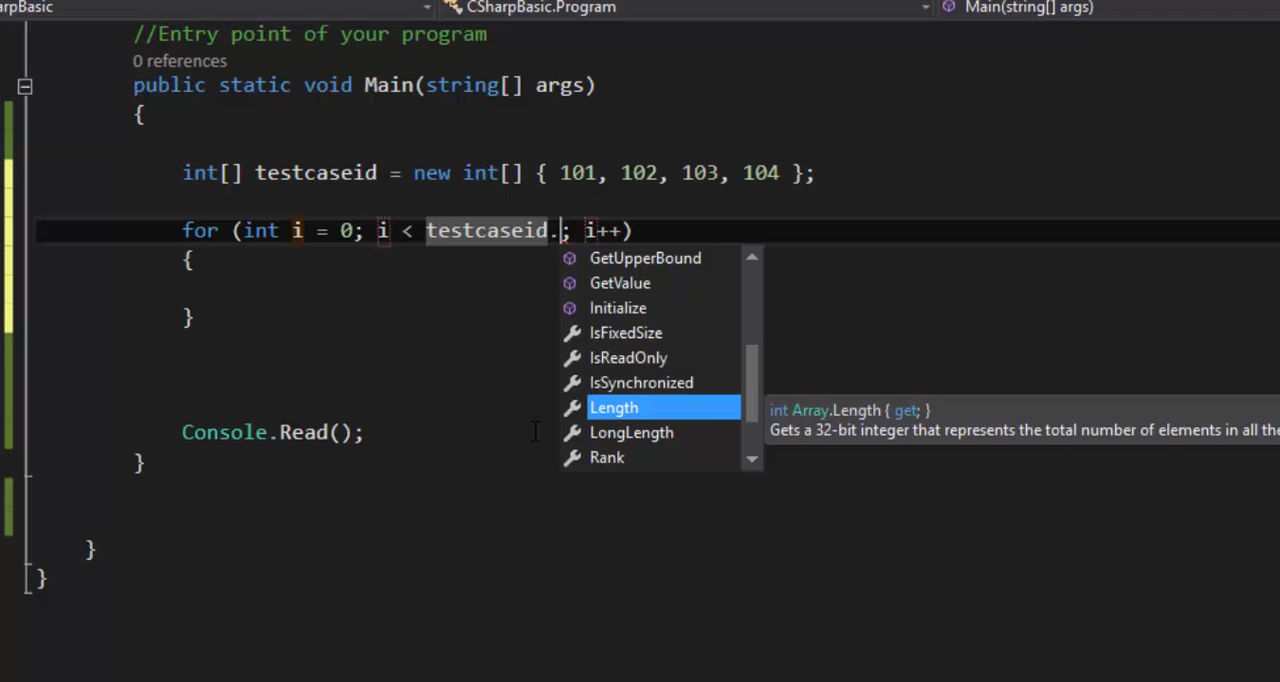 arpBasic CSharpBasic.Program Main(string[] args)
//Entry point of your program
0 references
public static void Main(string[] args)
{
int[] testcaseid = new int[] { 101, 102, 103, 104 };
for (int i = 0; i < testcaseid.; i++)
{
GetUpperBound
GetValue
Initialize
}
IsFixedSize
IsReadOnly
IsSynchronized
Length
int Array.Length { get; }
Gets a 32-bit integer that represents the total number of elements in all the
LongLength
Console.Read();
Rank
}
}
}